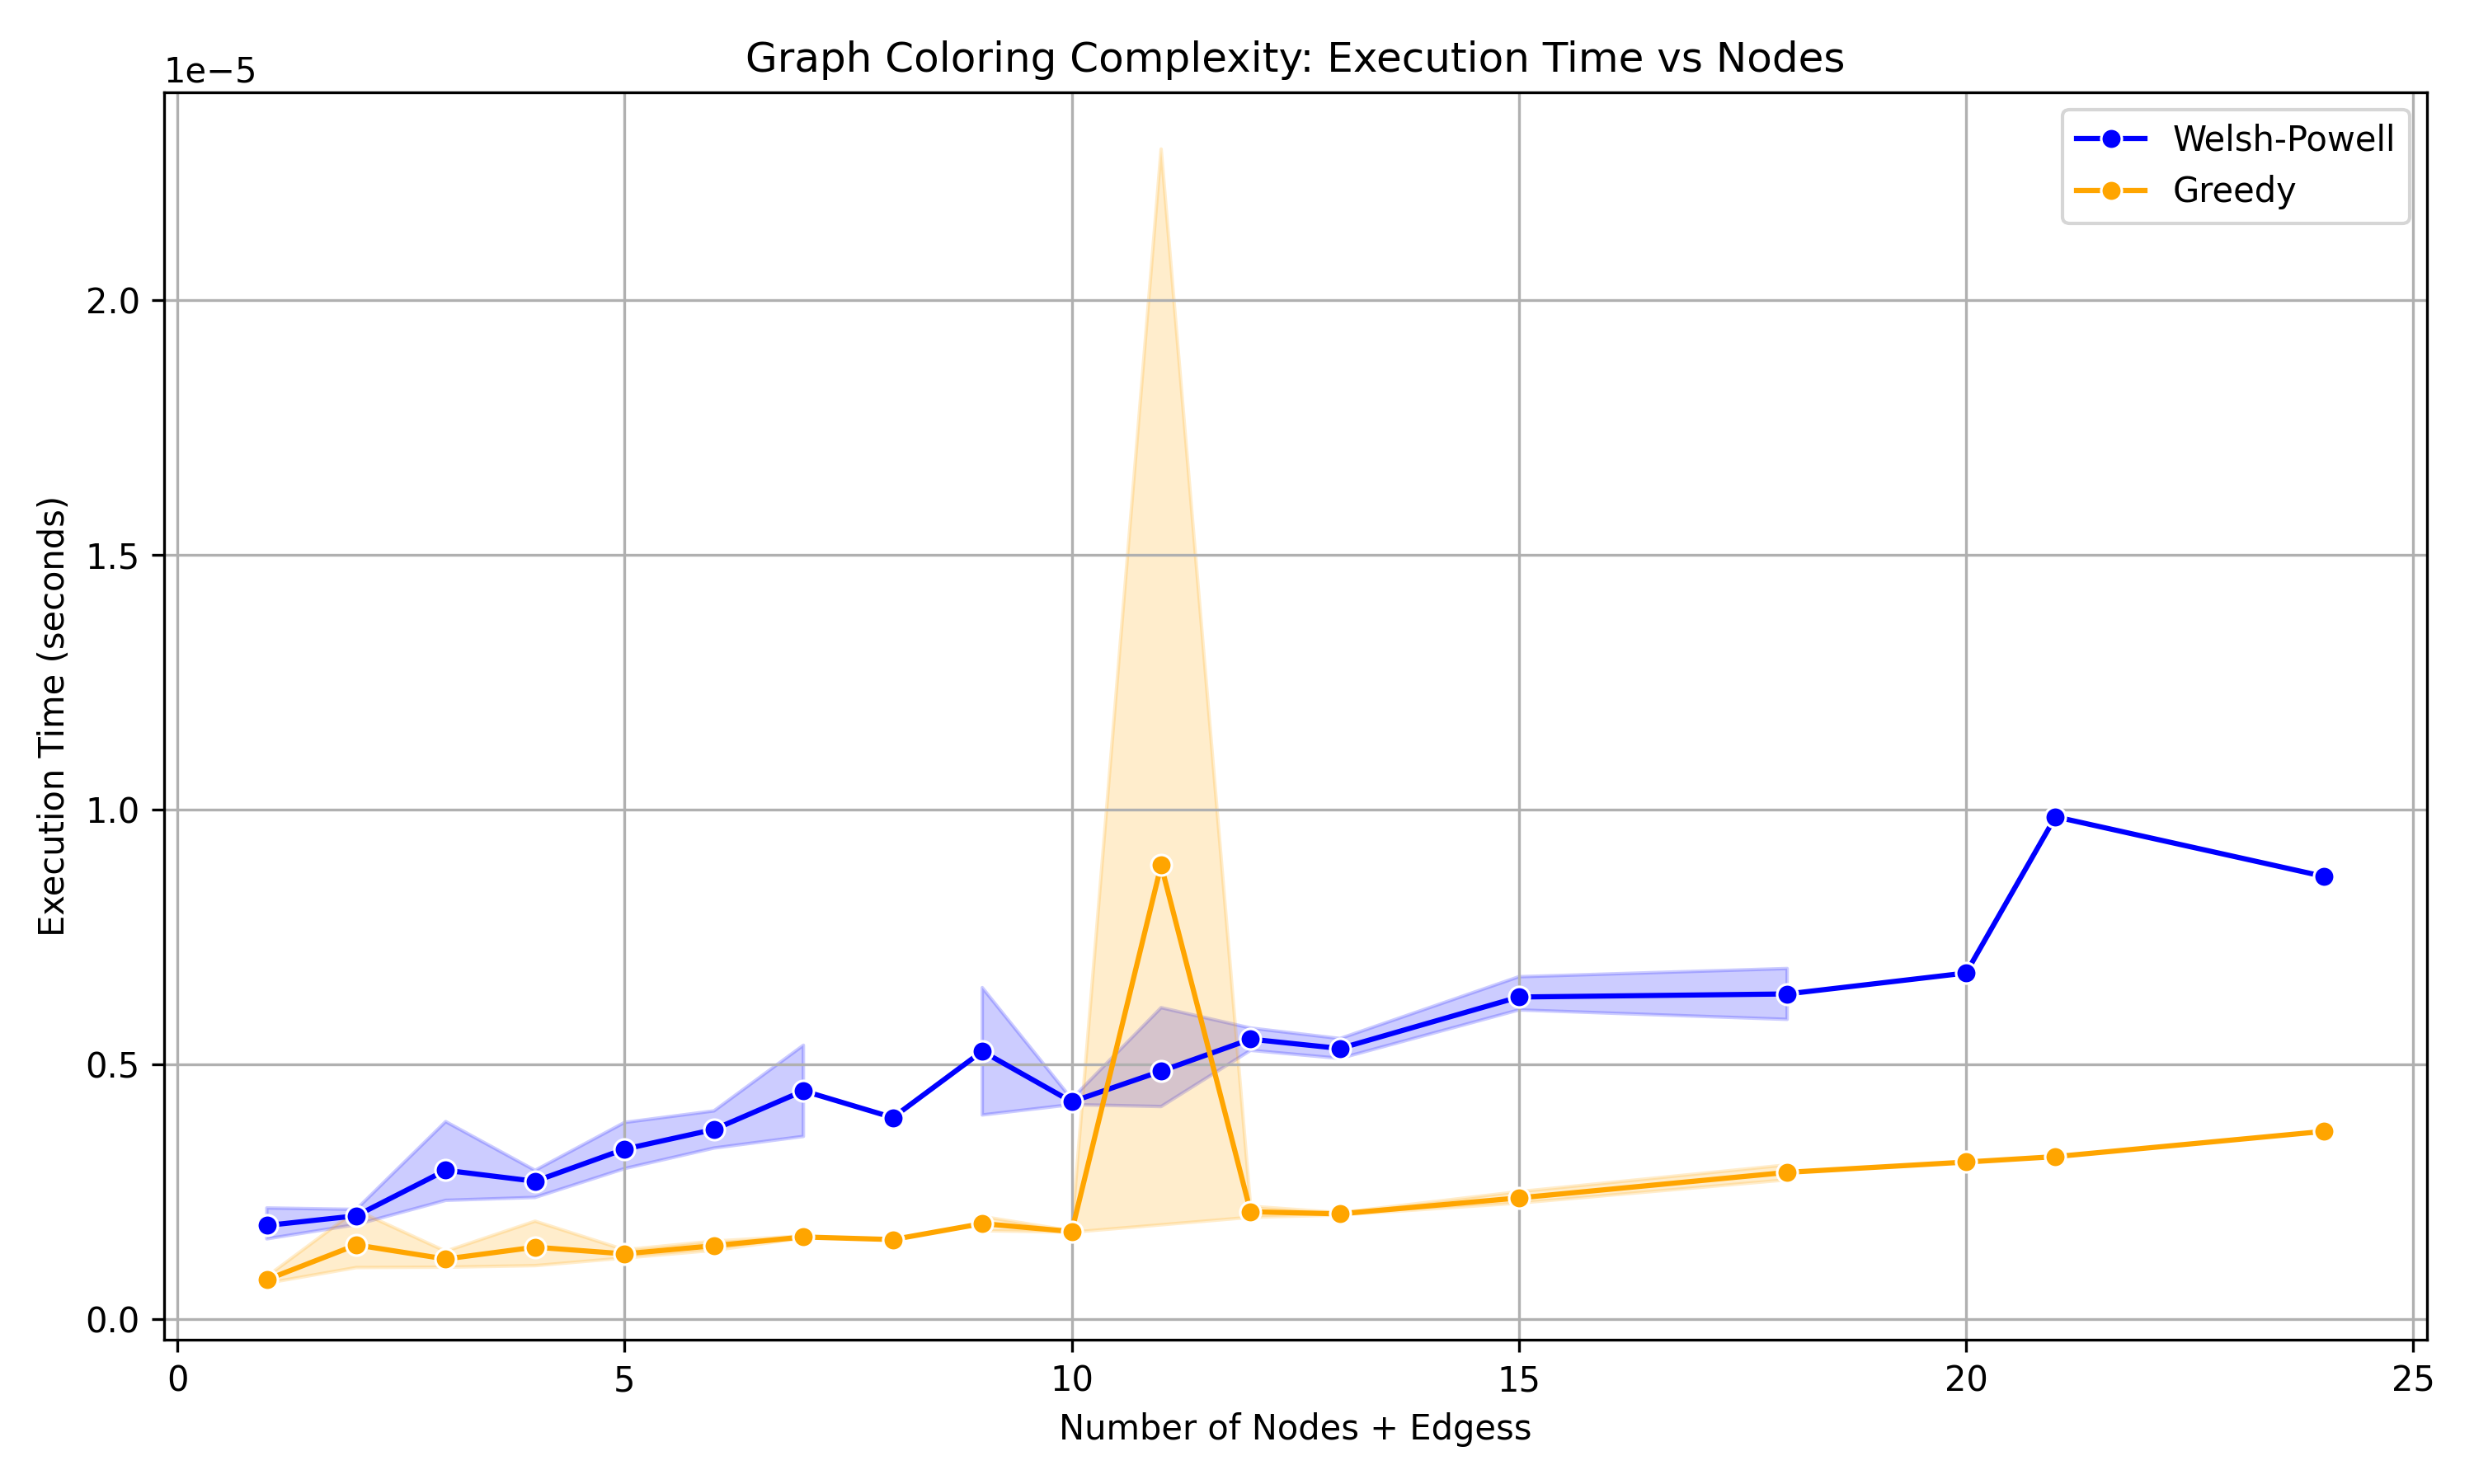 Graph Coloring Complexity: Execution Time vs Nodes
1e−5
Welsh-Powell
Greedy
2.0
1.5
1.0
0.5
0.0
Execution Time (seconds)
0 5 10 15 20 25
Number of Nodes + Edgess